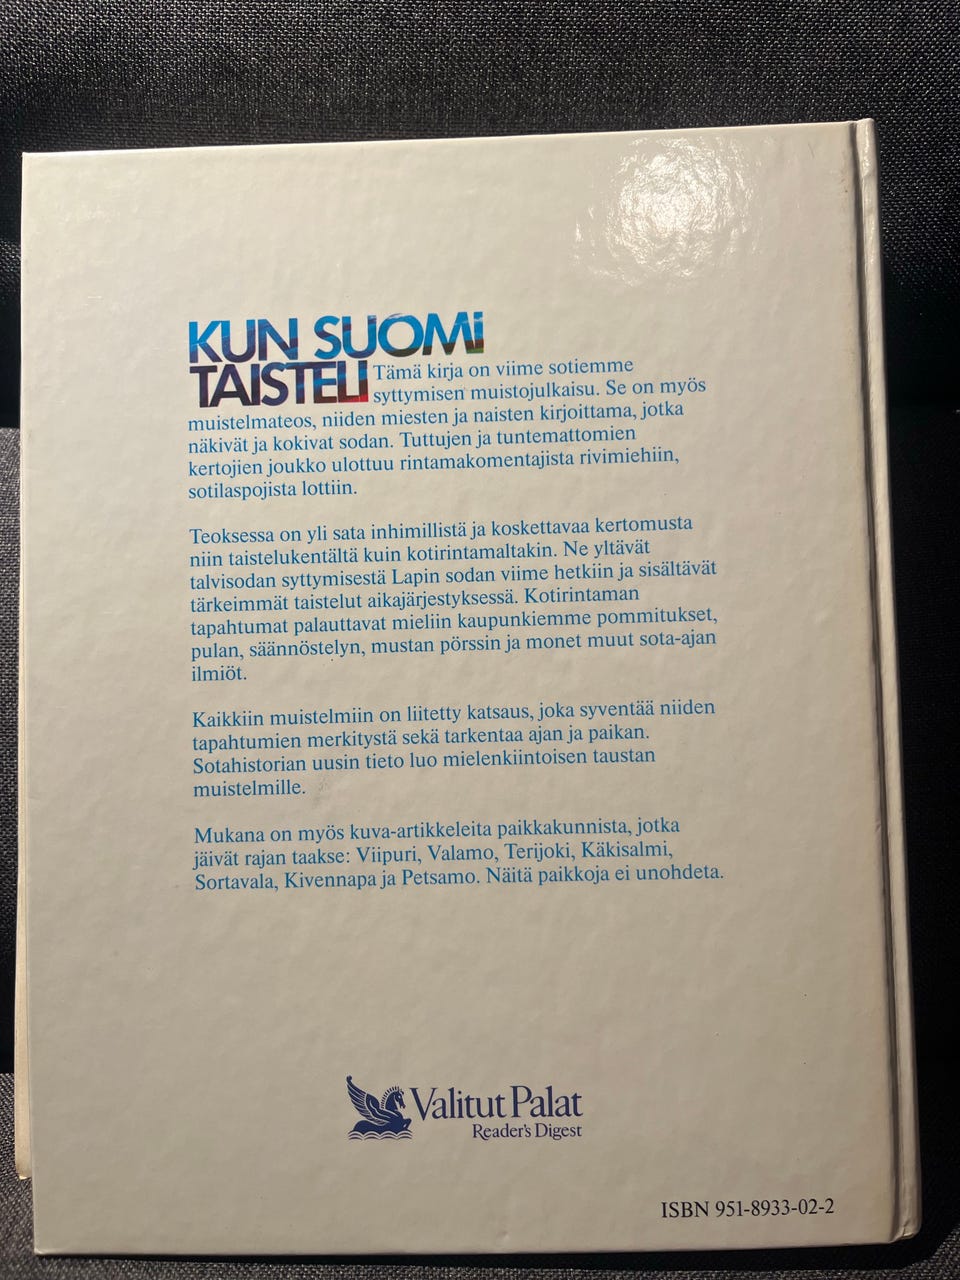 KUN SUOMI
TAISTELI Tämä kirja on viime sotiemme
syttymisen muistojulkaisu. Se on myös
muistelmateos, niiden miesten ja naisten kirjoittama, jotka
näkivät ja kokivat sodan. Tuttujen ja tuntemattomien
kertojien joukko ulottuu rintamakomentajista rivimiehiin,
sotilaspojista lottiin.
Teoksessa on yli sata inhimillistä ja koskettavaa kertomusta
niin taistelukentältä kuin kotirintamaltakin. Ne yltävät
talvisodan syttymisestä Lapin sodan viime hetkiin ja sisältävät
tärkeimmät taistelut aikajärjestyksessä. Kotirintaman
tapahtumat palauttavat mieliin kaupunkiemme pommitukset,
pulan, säännöstelyn, mustan pörssin ja monet muut sota-ajan
ilmiöt.
Kaikkiin muistelmiin on liitetty katsaus, joka syventää niiden
tapahtumien merkitystä sekä tarkentaa ajan ja paikan.
Sotahistorian uusin tieto luo mielenkiintoisen taustan
muistelmille.
Mukana on myös kuva-artikkeleita paikkakunnista, jotka
jäivät rajan taakse: Viipuri, Valamo, Terijoki, Käkisalmi,
Sortavala, Kivennapa ja Petsamo. Näitä paikkoja ei unohdeta.
Valitut Palat
Reader's Digest
ISBN 951-8933-02-2